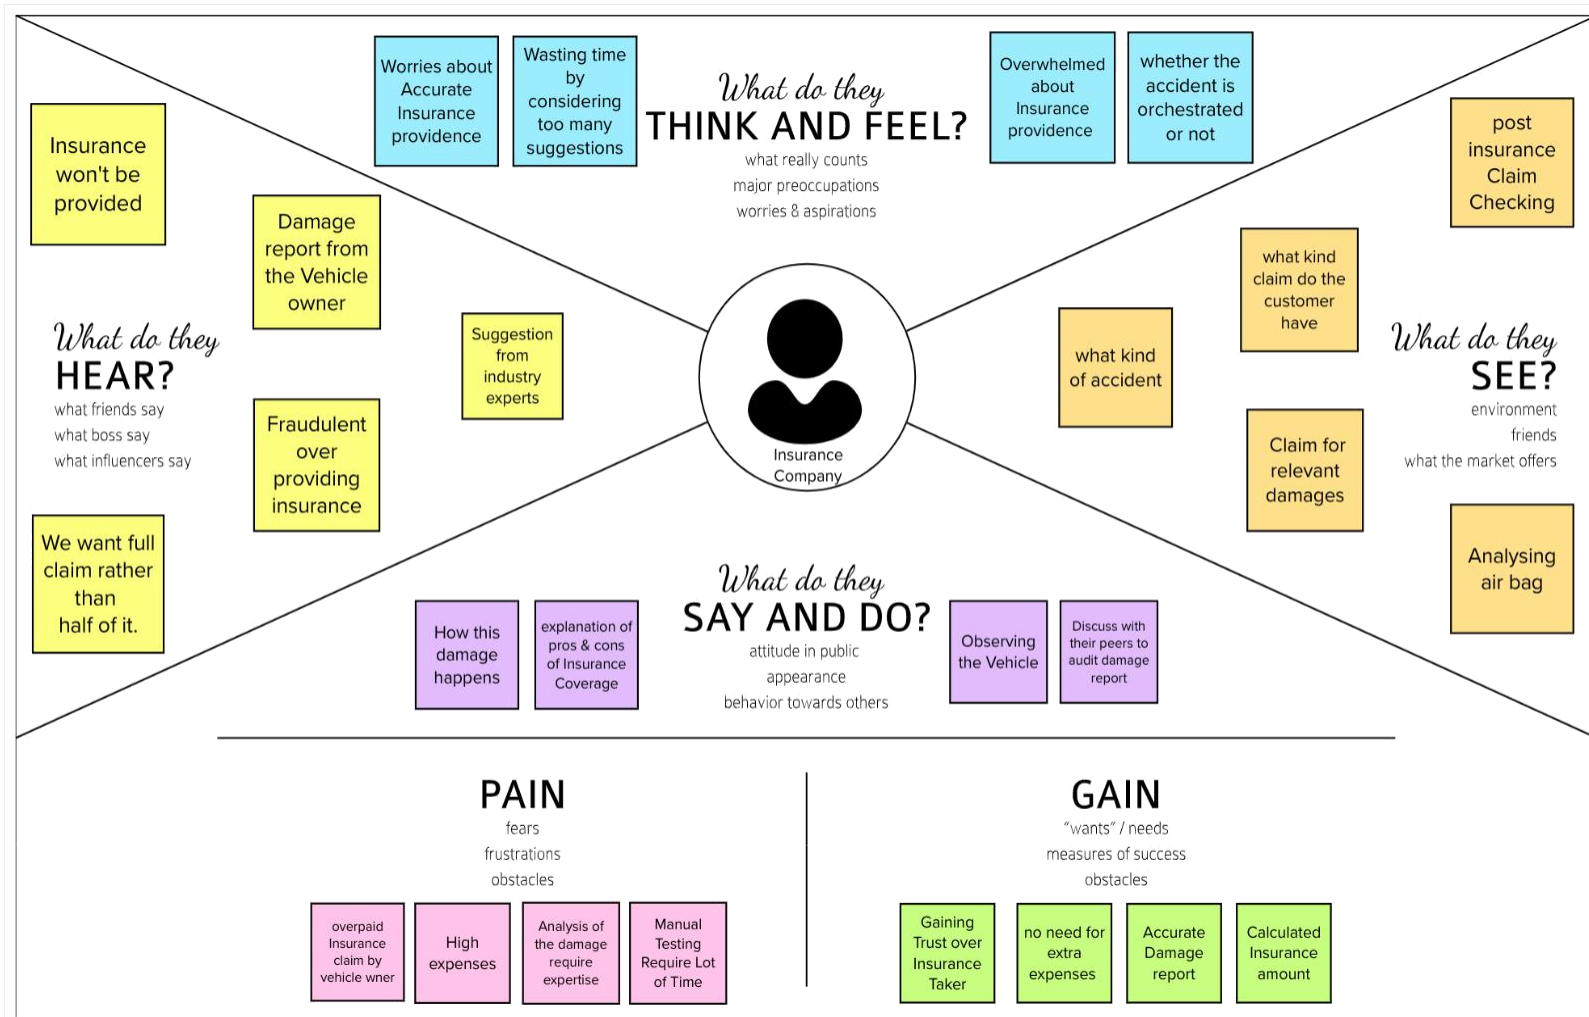 Worries about
Accurate
Insurance
providence
Wasting time
by
considering
too many
suggestions
What do they
THINK AND FEEL?
what really counts
major preoccupations
worries & aspirations
Overwhelmed
about
Insurance
providence
whether the
accident is
orchestrated
or not
Insurance
won't be
provided
Damage
report from
the Vehicle
owner
Suggestion
from
industry
experts
What do they
HEAR?
what friends say
what boss say
what influencers say
Fraudulent
over
providing
insurance
We want full
claim rather
than
half of it.
Insurance
Company
post
insurance
Claim
Checking
what kind
claim do the
customer
have
what kind
of accident
What do they
SEE?
environment
friends
what the market offers
Claim for
relevant
damages
Analysing
air bag
What do they
SAY AND DO?
attitude in public
appearance
behavior towards others
How this
damage
happens
explanation of
pros & cons
of Insurance
Coverage
Observing
the Vehicle
Discuss with
their peers to
audit damage
report
PAIN
fears
frustrations
obstacles
overpaid
Insurance
claim by
vehicle wner
High
expenses
Analysis of
the damage
require
expertise
Manual
Testing
Require Lot
of Time
GAIN
"wants" / needs
measures of success
obstacles
Gaining
Trust over
Insurance
Taker
no need for
extra
expenses
Accurate
Damage
report
Calculated
Insurance
amount